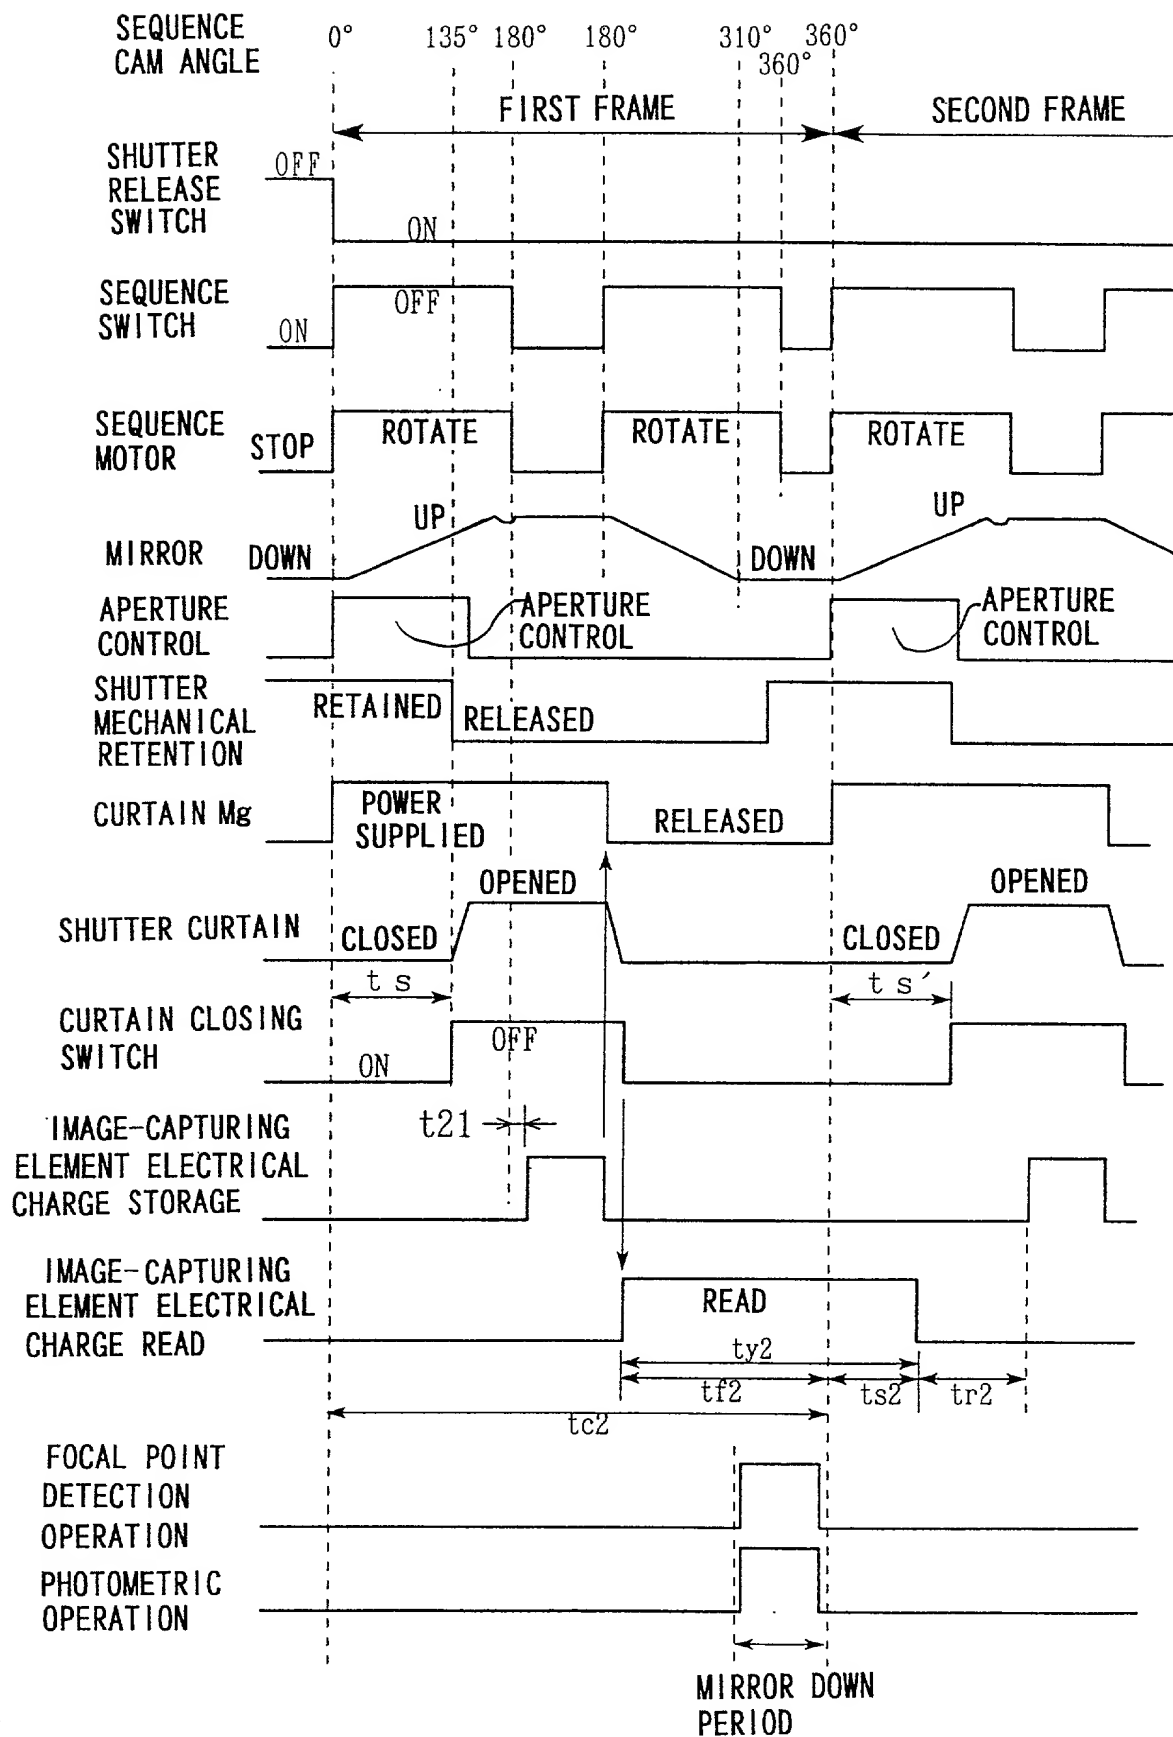 SEQUENCE
CAM ANGLE
0° 135° 180° 180° 310° 360°
360°
FIRST FRAME
SECOND FRAME
SHUTTER
RELEASE
SWITCH
OFF
ON
SEQUENCE
SWITCH
ON
OFF
SEQUENCE
MOTOR
STOP
ROTATE
ROTATE
ROTATE
MIRROR
DOWN
UP
DOWN
UP
APERTURE
CONTROL
APERTURE
CONTROL
APERTURE
CONTROL
SHUTTER
MECHANICAL
RETENTION
RETAINED
RELEASED
CURTAIN Mg
POWER
SUPPLIED
RELEASED
SHUTTER CURTAIN
CLOSED
OPENED
CLOSED
OPENED
ts
ts′
CURTAIN CLOSING
SWITCH
ON
OFF
t21
IMAGE-CAPTURING
ELEMENT ELECTRICAL
CHARGE STORAGE
IMAGE-CAPTURING
ELEMENT ELECTRICAL
CHARGE READ
READ
ty2
tf2
ts2
tr2
tc2
FOCAL POINT
DETECTION
OPERATION
PHOTOMETRIC
OPERATION
MIRROR DOWN
PERIOD